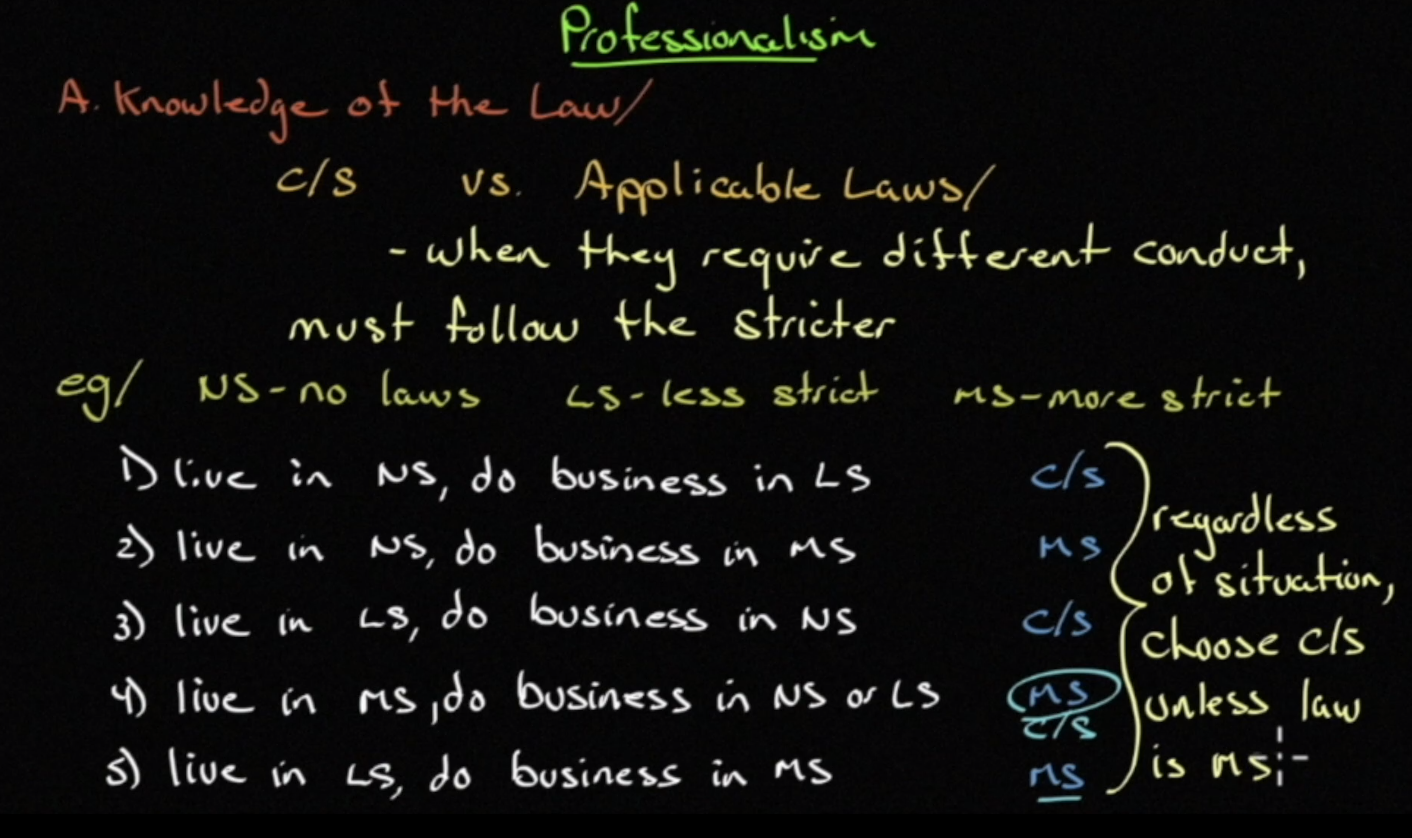 Professionalism
A. Knowledge of the Law/
c/s vs. Applicable Laws/
- when they require different conduct,
must follow the stricter
eg/ NS-no laws LS-less strict MS-more strict
1) live in NS, do business in LS c/s
2) live in NS, do business in MS MS
3) live in LS, do business in NS c/s
4) live in MS, do business in NS or LS MS
c/s
5) live in LS, do business in MS MS
regardless
of situation,
choose c/s
unless law
is MS